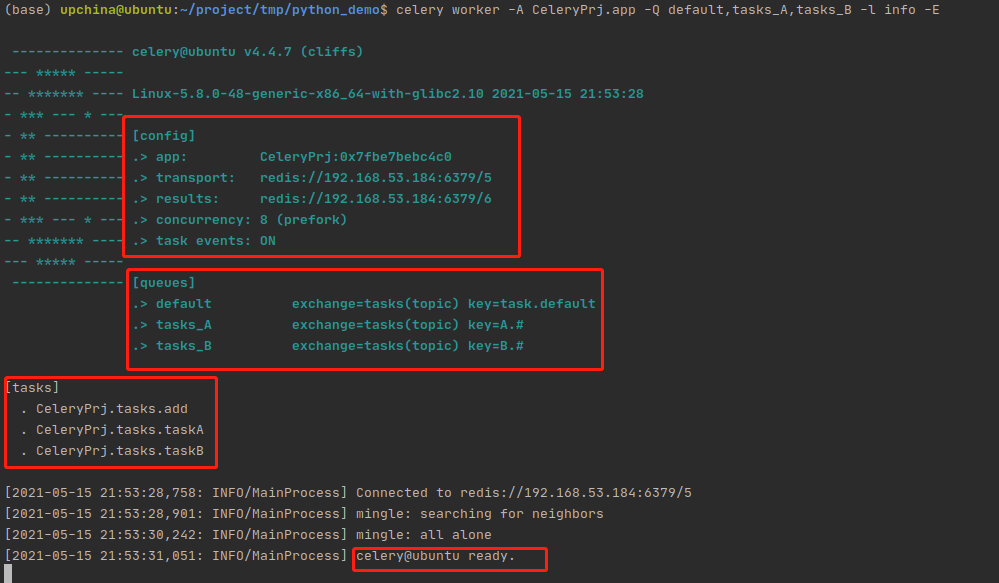 (base) upchina@ubuntu:~/project/tmp/python_demo$ celery worker -A CeleryPrj.app -Q default,tasks_A,tasks_B -l info -E
-------------- celery@ubuntu v4.4.7 (cliffs)
--- ***** -----
-- ******* ---- Linux-5.8.0-48-generic-x86_64-with-glibc2.10 2021-05-15 21:53:28
- *** --- * ---
- ** ---------- [config]
- ** ---------- .> app:         CeleryPrj:0x7fbe7bebc4c0
- ** ---------- .> transport:   redis://192.168.53.184:6379/5
- ** ---------- .> results:     redis://192.168.53.184:6379/6
- *** --- * --- .> concurrency: 8 (prefork)
-- ******* ---- .> task events: ON
--- ***** -----
-------------- [queues]
.> default          exchange=tasks(topic) key=task.default
.> tasks_A          exchange=tasks(topic) key=A.#
.> tasks_B          exchange=tasks(topic) key=B.#
[tasks]
. CeleryPrj.tasks.add
. CeleryPrj.tasks.taskA
. CeleryPrj.tasks.taskB
[2021-05-15 21:53:28,758: INFO/MainProcess] Connected to redis://192.168.53.184:6379/5
[2021-05-15 21:53:28,901: INFO/MainProcess] mingle: searching for neighbors
[2021-05-15 21:53:30,242: INFO/MainProcess] mingle: all alone
[2021-05-15 21:53:31,051: INFO/MainProcess] celery@ubuntu ready.